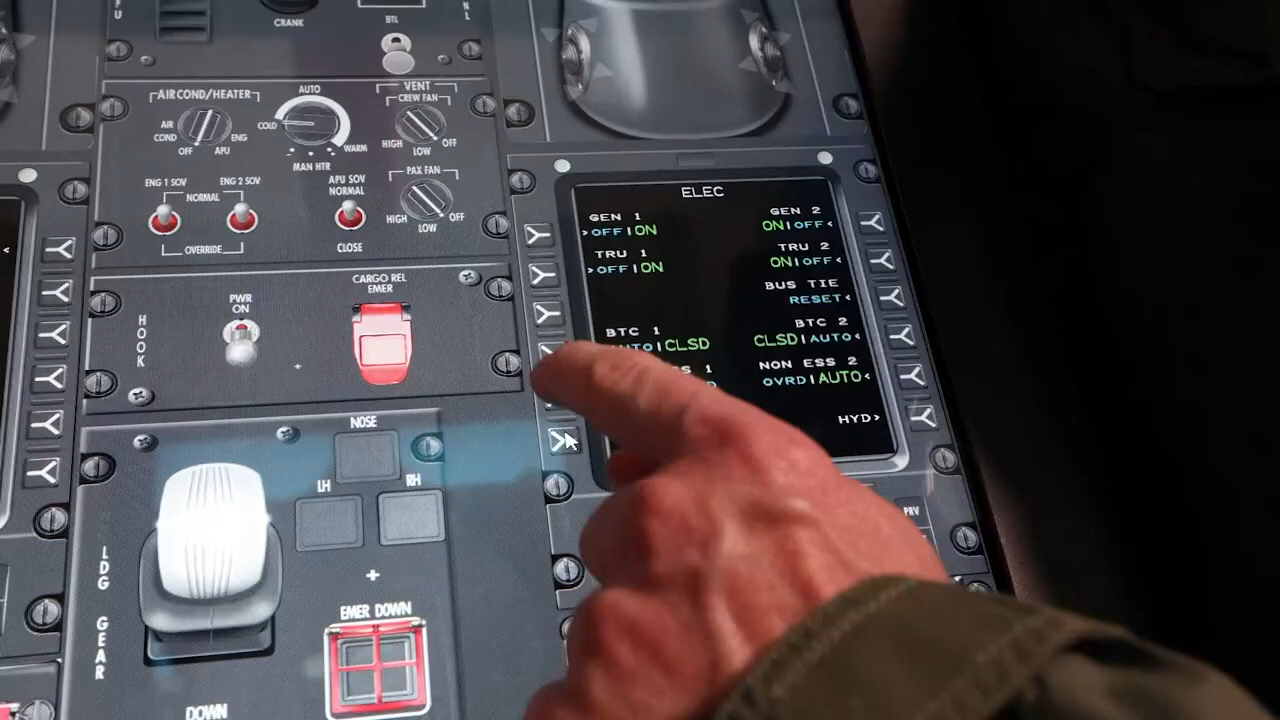 CRANK
BTL
AIR COND/HEATER
AIR
COND
OFF
APU
ENG
AUTO
COLD
WARM
MAN HTR
VENT
CREW FAN
HIGH
LOW
OFF
PAX FAN
HIGH
LOW
OFF
ENG 1 SOV
ENG 2 SOV
NORMAL
OVERRIDE
APU SOV
NORMAL
CLOSE
HOOK
PWR
ON
CARGO REL
EMER
ELEC
GEN 1
>OFF|ON
GEN 2
ON|OFF<
TRU 1
>OFF|ON
TRU 2
ON|OFF<
BUS TIE
RESET<
BTC 1
CLSD
BTC 2
CLSD|AUTO<
NON ESS 2
OVRD|AUTO<
HYD>
NOSE
LH
RH
LDG GEAR
EMER DOWN
DOWN
PRV